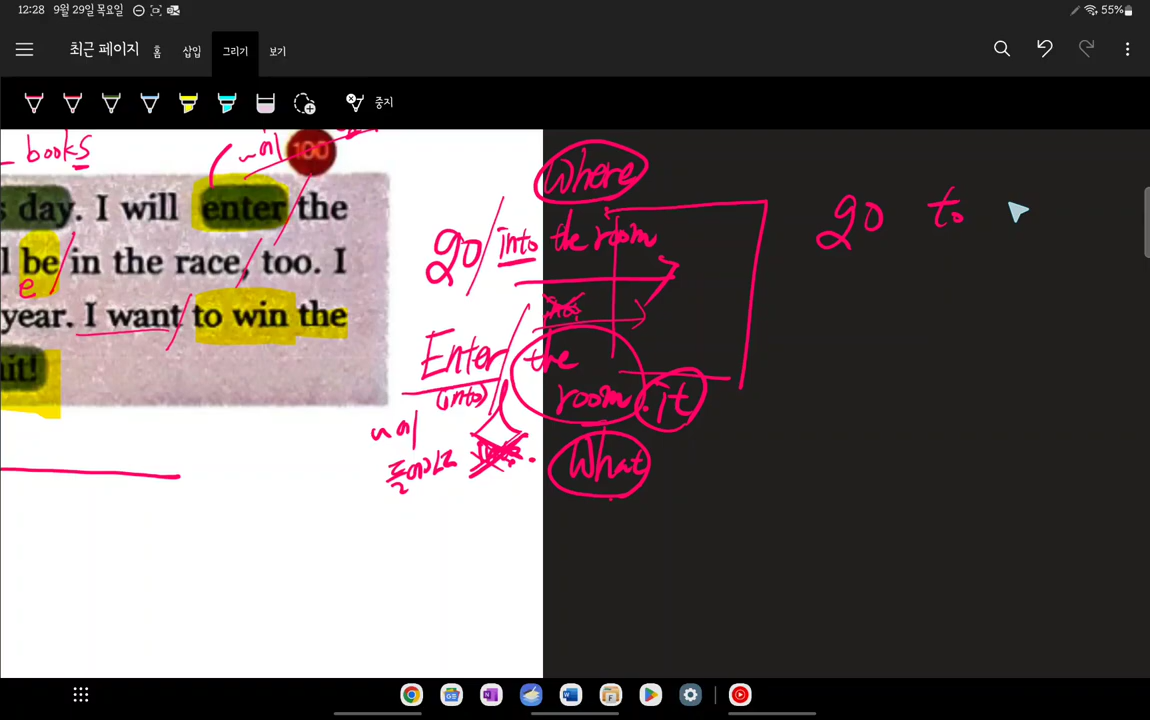 12:28 9월 29일 목요일
55%
최근 페이지 홈 삽입 그리기 보기
중지
books
~에 100
Where
s day. I will enter the
go / into the room
go to
l be in the race, too. I
e
year. I want to win the
Enter / the
(into) room. it
nit!
~에
들어가고
What